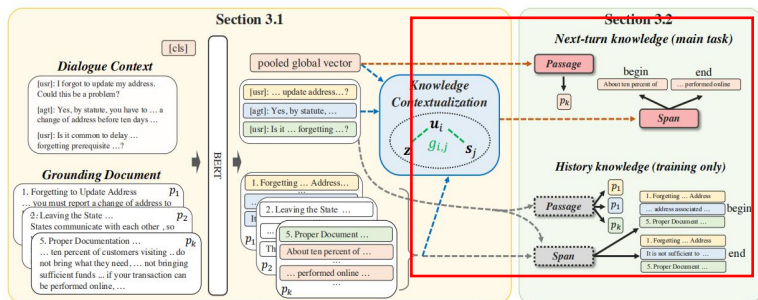 Section 3.1
Section 3.2
[cls]
Dialogue Context
[usr]: I forgot to update my address.
Could this be a problem?
[agt]: Yes, by statute, you have to … a
change of address before ten days …
[usr]: Is it common to delay …
forgetting prerequisite …?
Grounding Document
1. Forgetting to Update Address
p1
… you must report a change of address to
2. Leaving the State …
p2
States communicate with each other , so
5. Proper Documentation …
pk
… ten percent of customers visiting .. do
not bring what they need, … not bringing
sufficient funds ... if your transaction can
be performed online, …
BERT
pooled global vector
[usr]: … update address…?
[agt]: Yes, by statute, …
[usr]: Is it … forgetting …?
1. Forgetting … Address…
It
p1
2. Leaving the State …
Th
p2
5. Proper Document …
About ten percent of …
…
… performed online …
…
pk
Knowledge
Contextualization
ui
z
gi,j
sj
Next-turn knowledge (main task)
Passage
pk
begin
end
About ten percent of
… performed online
Span
History knowledge (training only)
Passage
p1
p1
pk
1. Forgetting … Address
… address associated …
5. Proper Document …
begin
Span
1. Forgetting … Address
It is not sufficient to …
5. Proper Document …
end